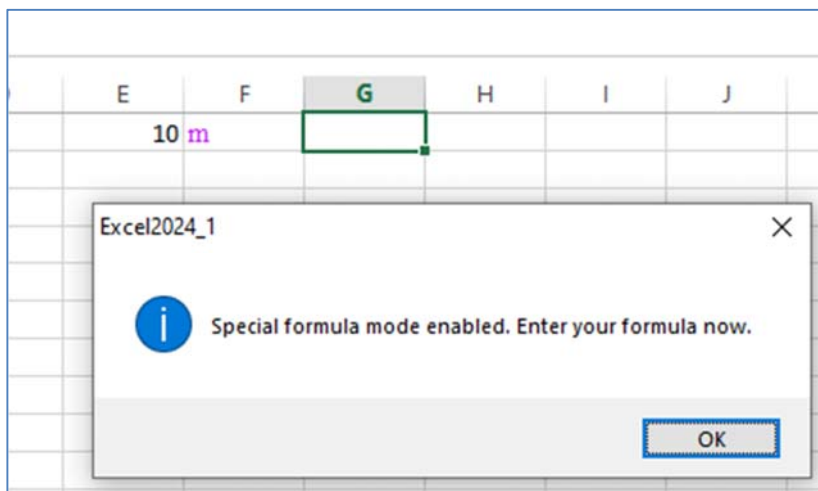 E F G H I J
10 m
Excel2024_1
Special formula mode enabled. Enter your formula now.
OK